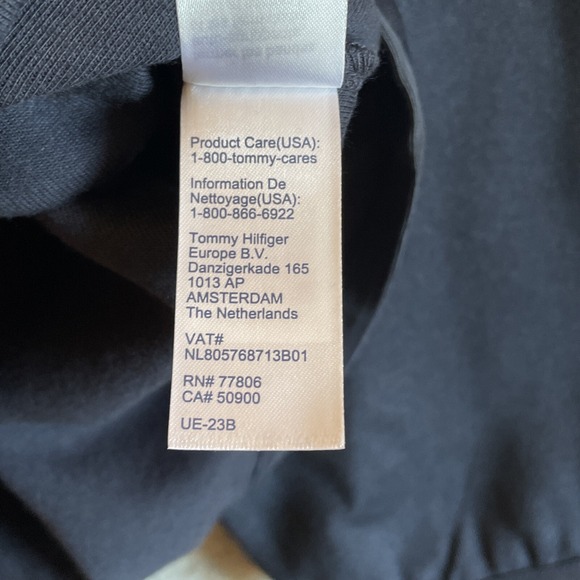 Product Care(USA):
1-800-tommy-cares
Information De
Nettoyage(USA):
1-800-866-6922
Tommy Hilfiger
Europe B.V.
Danzigerkade 165
1013 AP
AMSTERDAM
The Netherlands
VAT#
NL805768713B01
RN# 77806
CA# 50900
UE-23B